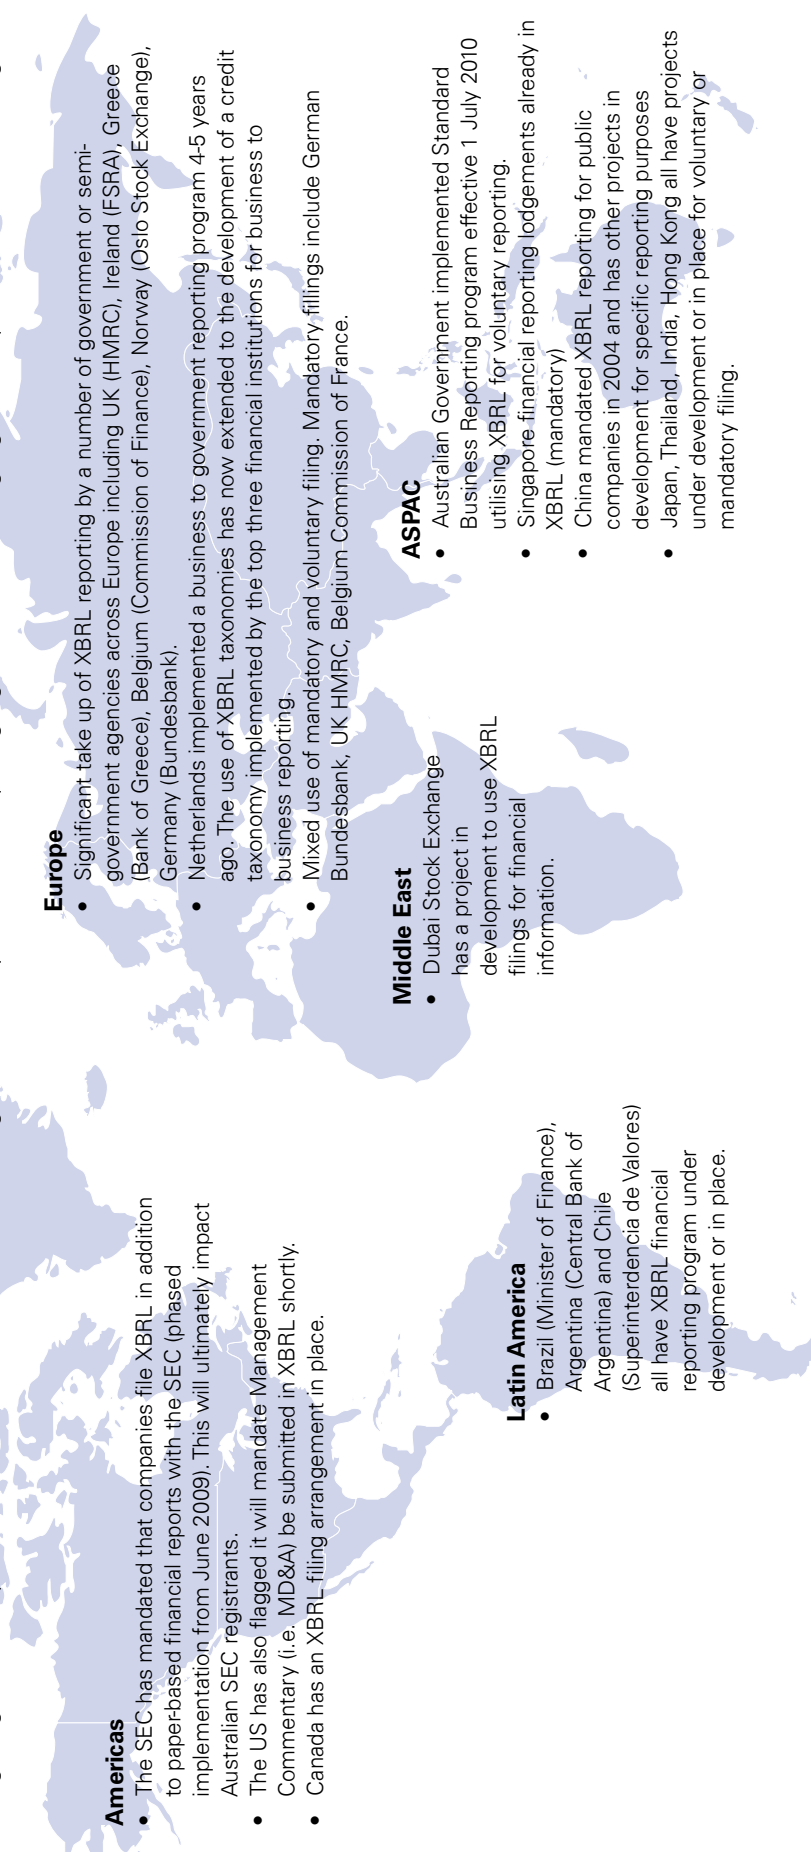 Americas
• The SEC has mandated that companies file XBRL in addition
to paper-based financial reports with the SEC (phased
implementation from June 2009). This will ultimately impact
Australian SEC registrants.
• The US has also flagged it will mandate Management
Commentary (i.e. MD&A) be submitted in XBRL shortly.
• Canada has an XBRL filing arrangement in place.
Latin America
• Brazil (Minister of Finance),
Argentina (Central Bank of
Argentina) and Chile
(Superinterdencia de Valores)
all have XBRL financial
reporting program under
development or in place.
Europe
• Significant take up of XBRL reporting by a number of government or semi-
government agencies across Europe including UK (HMRC), Ireland (FSRA), Greece
(Bank of Greece), Belgium (Commission of Finance), Norway (Oslo Stock Exchange),
Germany (Bundesbank).
• Netherlands implemented a business to government reporting program 4-5 years
ago. The use of XBRL taxonomies has now extended to the development of a credit
taxonomy implemented by the top three financial institutions for business to
business reporting.
• Mixed use of mandatory and voluntary filing. Mandatory fillings include German
Bundesbank, UK HMRC, Belgium Commission of France.
Middle East
• Dubai Stock Exchange
has a project in
development to use XBRL
filings for financial
information.
ASPAC
• Australian Government implemented Standard
Business Reporting program effective 1 July 2010
utilising XBRL for voluntary reporting.
• Singapore financial reporting lodgements already in
XBRL (mandatory)
• China mandated XBRL reporting for public
companies in 2004 and has other projects in
development for specific reporting purposes
• Japan, Thailand, India, Hong Kong all have projects
under development or in place for voluntary or
mandatory filing.